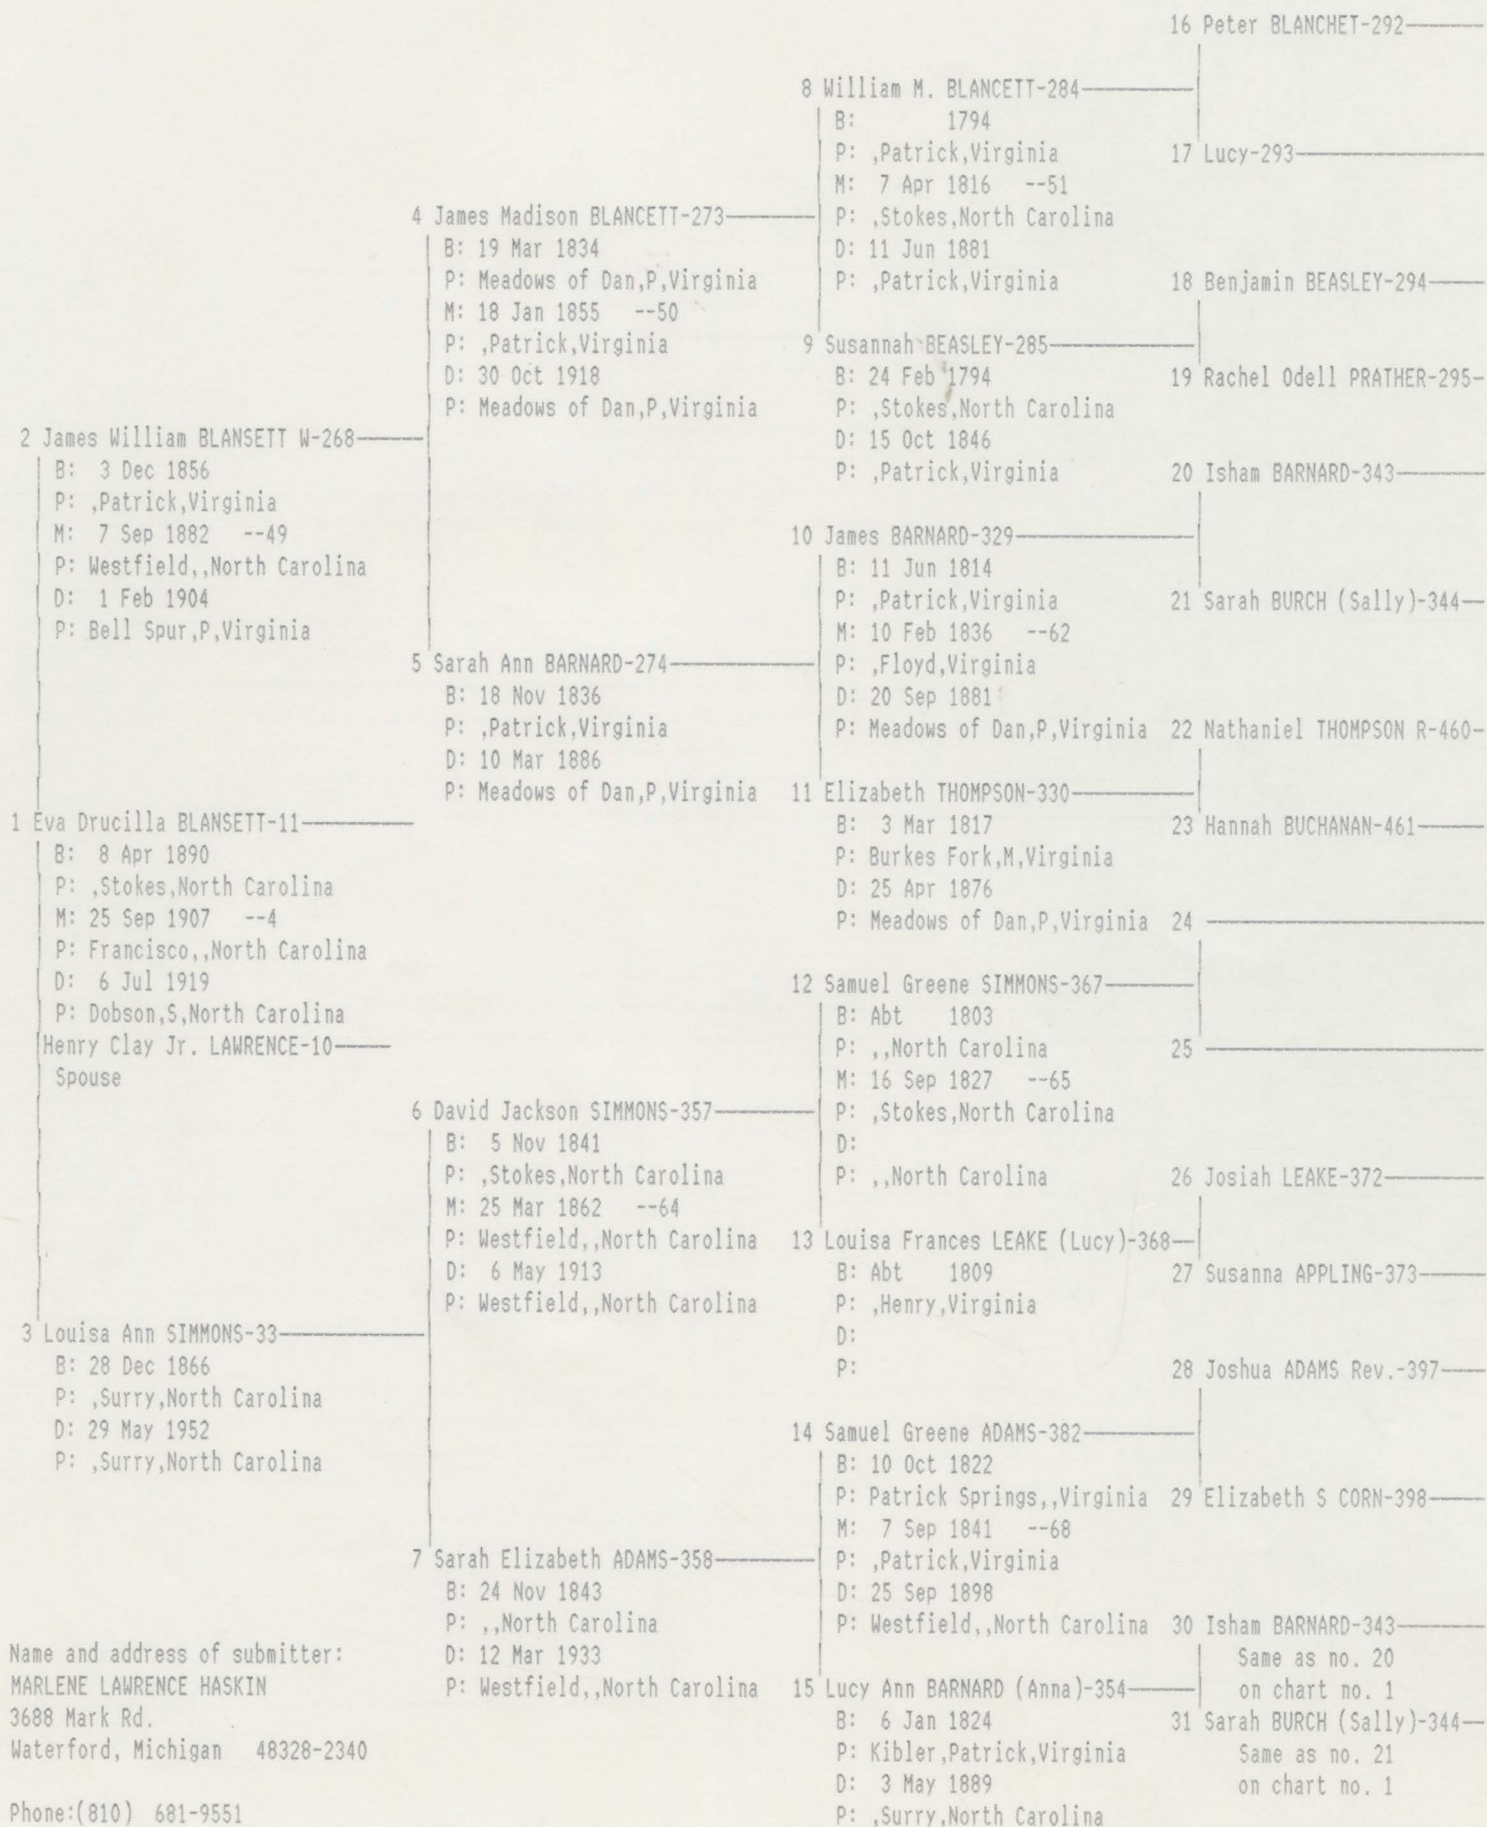 16 Peter BLANCHET-292
8 William M. BLANCETT-284
B: 1794
P: ,Patrick,Virginia
17 Lucy-293
M: 7 Apr 1816 --51
4 James Madison BLANCETT-273
P: ,Stokes,North Carolina
B: 19 Mar 1834
D: 11 Jun 1881
P: Meadows of Dan,P,Virginia
P: ,Patrick,Virginia
18 Benjamin BEASLEY-294
M: 18 Jan 1855 --50
P: ,Patrick,Virginia
9 Susannah BEASLEY-285
D: 30 Oct 1918
B: 24 Feb 1794
19 Rachel Odell PRATHER-295-
P: Meadows of Dan,P,Virginia
P: ,Stokes,North Carolina
2 James William BLANSETT W-268
D: 15 Oct 1846
B: 3 Dec 1856
P: ,Patrick,Virginia
20 Isham BARNARD-343
P: ,Patrick,Virginia
M: 7 Sep 1882 --49
10 James BARNARD-329
P: Westfield,,North Carolina
B: 11 Jun 1814
D: 1 Feb 1904
P: ,Patrick,Virginia
21 Sarah BURCH (Sally)-344
P: Bell Spur,P,Virginia
M: 10 Feb 1836 --62
5 Sarah Ann BARNARD-274
P: ,Floyd,Virginia
B: 18 Nov 1836
D: 20 Sep 1881
P: ,Patrick,Virginia
P: Meadows of Dan,P,Virginia
22 Nathaniel THOMPSON R-460-
D: 10 Mar 1886
P: Meadows of Dan,P,Virginia
11 Elizabeth THOMPSON-330
1 Eva Drucilla BLANSETT-11
B: 3 Mar 1817
23 Hannah BUCHANAN-461
B: 8 Apr 1890
P: Burkes Fork,M,Virginia
P: ,Stokes,North Carolina
D: 25 Apr 1876
M: 25 Sep 1907 --4
P: Meadows of Dan,P,Virginia
24
P: Francisco,,North Carolina
D: 6 Jul 1919
12 Samuel Greene SIMMONS-367
P: Dobson,S,North Carolina
B: Abt 1803
Henry Clay Jr. LAWRENCE-10
P: ,,North Carolina
25
Spouse
M: 16 Sep 1827 --65
6 David Jackson SIMMONS-357
P: ,Stokes,North Carolina
B: 5 Nov 1841
D:
P: ,Stokes,North Carolina
P: ,,North Carolina
26 Josiah LEAKE-372
M: 25 Mar 1862 --64
P: Westfield,,North Carolina
13 Louisa Frances LEAKE (Lucy)-368
D: 6 May 1913
B: Abt 1809
27 Susanna APPLING-373
P: Westfield,,North Carolina
P: ,Henry,Virginia
3 Louisa Ann SIMMONS-33
D:
B: 28 Dec 1866
P:
28 Joshua ADAMS Rev.-397
P: ,Surry,North Carolina
D: 29 May 1952
14 Samuel Greene ADAMS-382
P: ,Surry,North Carolina
B: 10 Oct 1822
P: Patrick Springs,,Virginia
29 Elizabeth S CORN-398
M: 7 Sep 1841 --68
7 Sarah Elizabeth ADAMS-358
P: ,Patrick,Virginia
B: 24 Nov 1843
D: 25 Sep 1898
P: ,,North Carolina
P: Westfield,,North Carolina
30 Isham BARNARD-343
Name and address of submitter:
D: 12 Mar 1933
Same as no. 20
MARLENE LAWRENCE HASKIN
P: Westfield,,North Carolina
15 Lucy Ann BARNARD (Anna)-354
on chart no. 1
3688 Mark Rd.
B: 6 Jan 1824
31 Sarah BURCH (Sally)-344
Waterford, Michigan 48328-2340
P: Kibler,Patrick,Virginia
Same as no. 21
D: 3 May 1889
on chart no. 1
Phone:(810) 681-9551
P: ,Surry,North Carolina